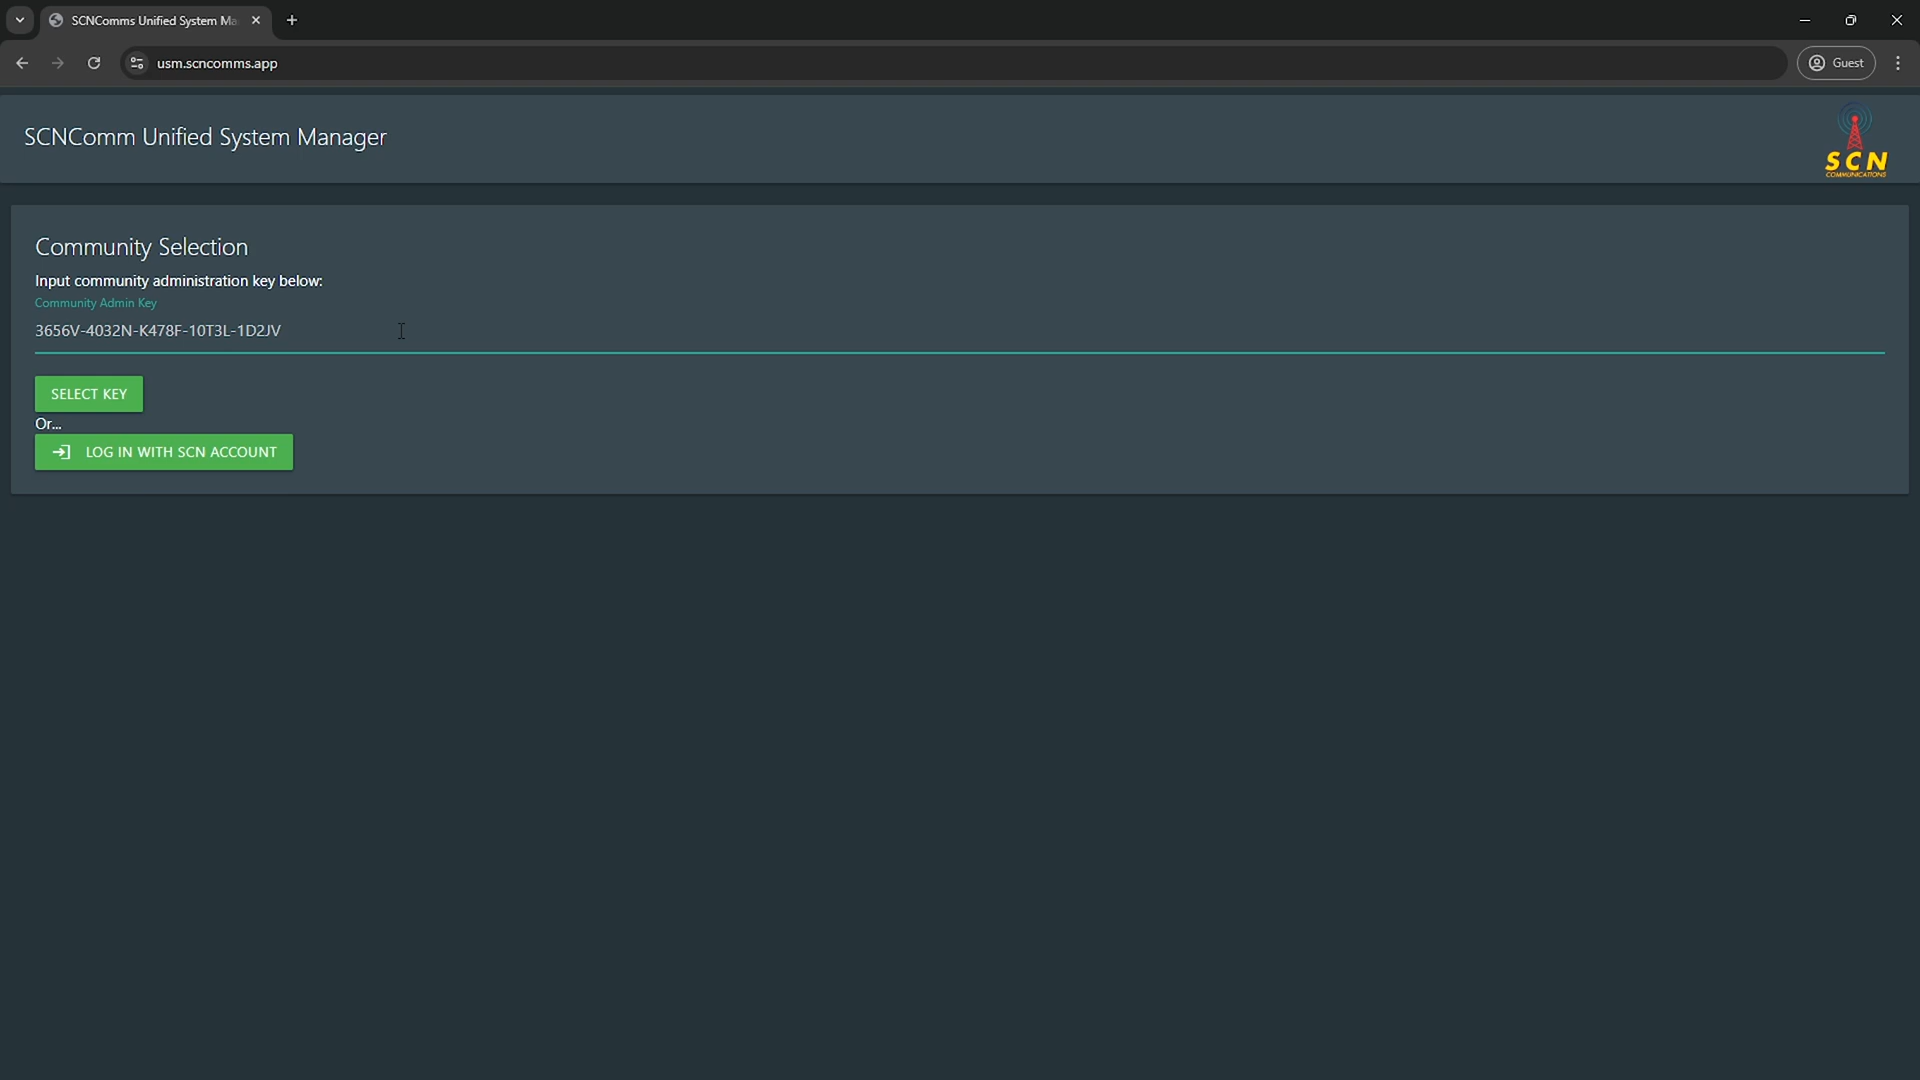 SCNComms Unified System Ma
usm.scncomms.app
Guest
SCNComm Unified System Manager
SCN
COMMUNICATIONS
Community Selection
Input community administration key below:
Community Admin Key
3656V-4032N-K478F-10T3L-1D2JV
SELECT KEY
Or...
LOG IN WITH SCN ACCOUNT